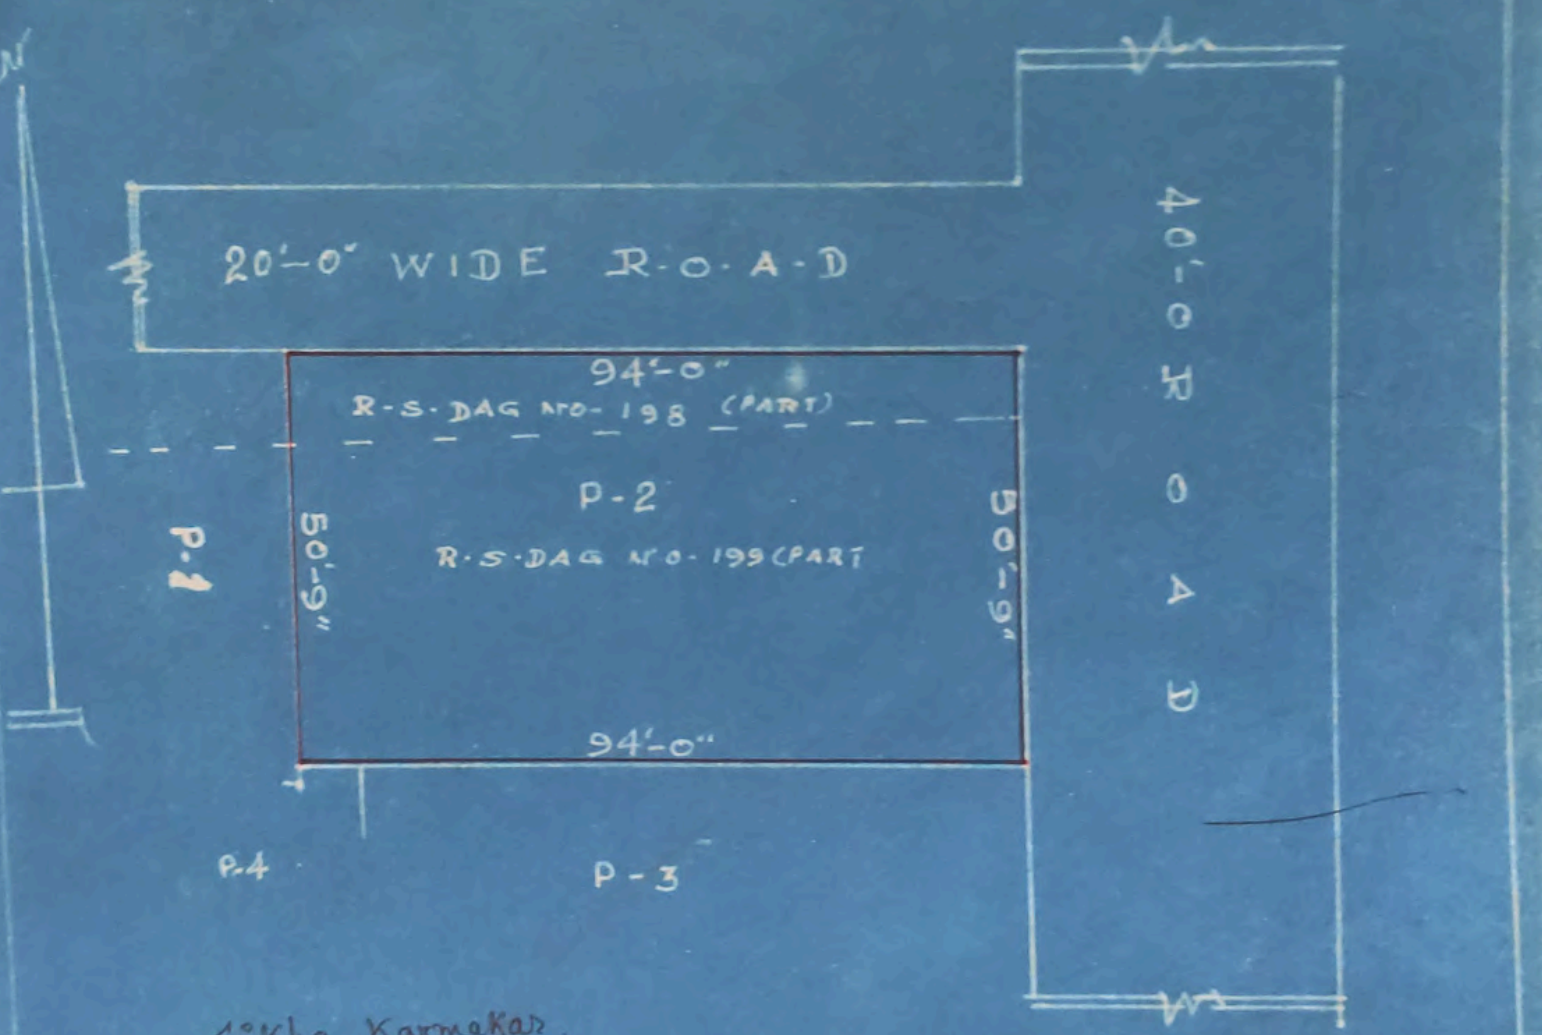 N
20'-0" WIDE R.O.A.D
40'-0 ROAD
94'-0"
R.S.DAG NO-198 (PART)
P-2
R.S.DAG NO-199(PART
P-1
50'-9"
50'-9"
94'-0"
P-4
P-3
Karmakar